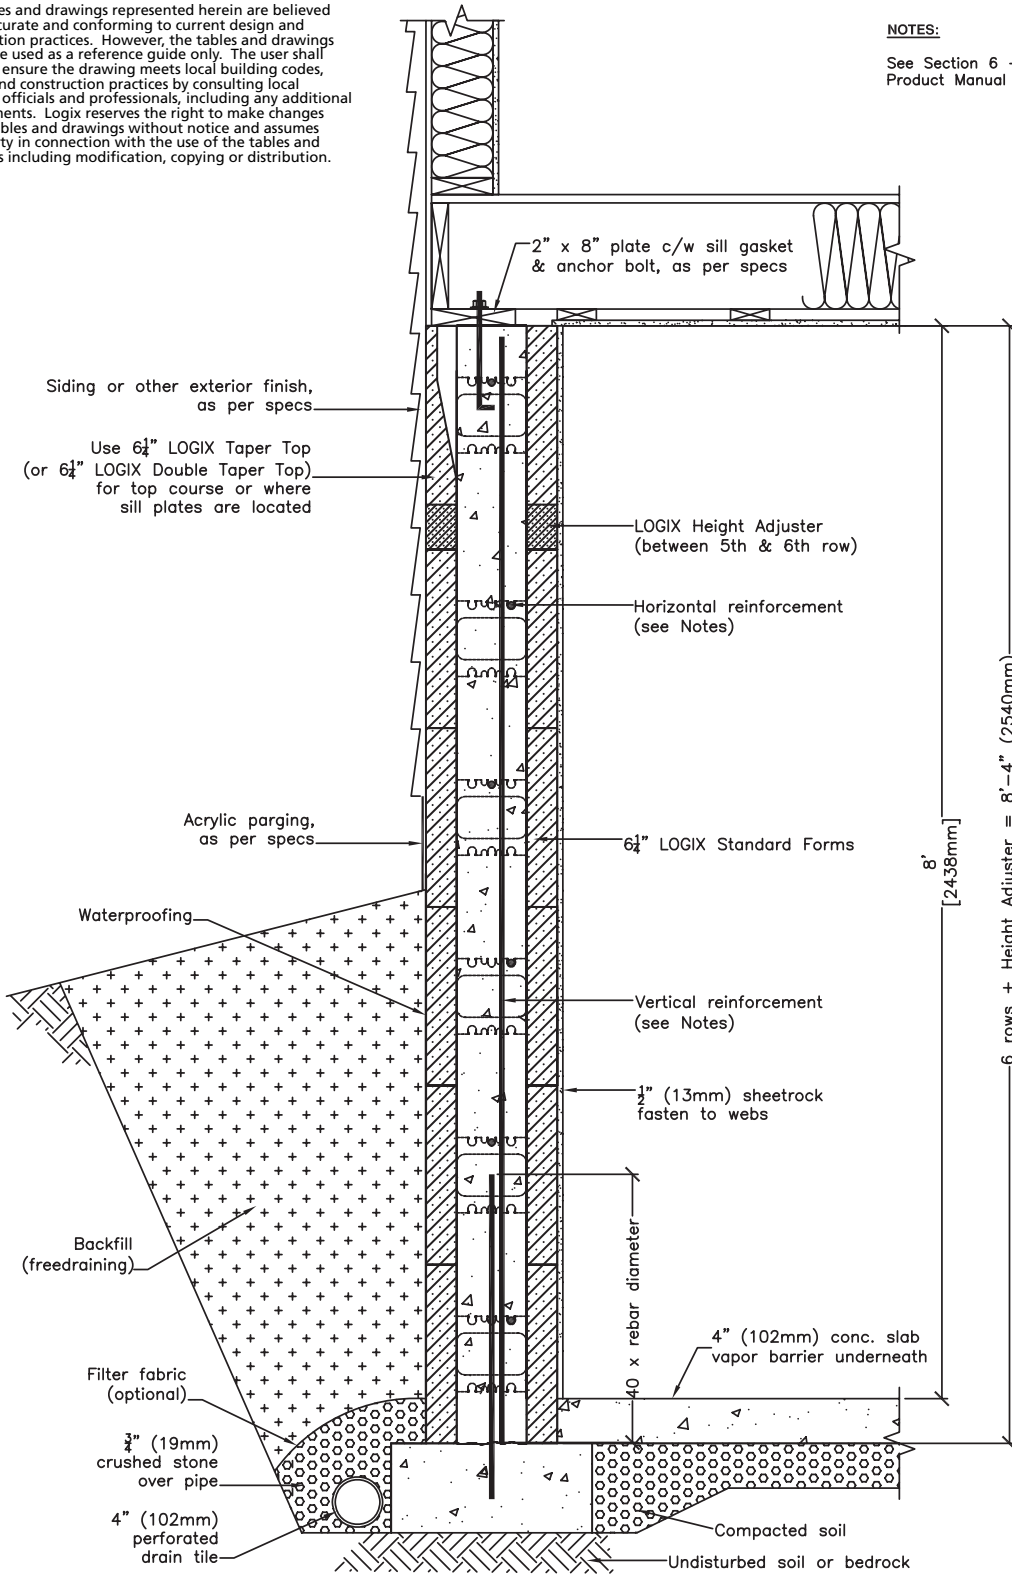 es and drawings represented herein are believed
curate and conforming to current design and
tion practices. However, the tables and drawings
e used as a reference guide only. The user shall
ensure the drawing meets local building codes,
nd construction practices by consulting local
officials and professionals, including any additional
nents. Logix reserves the right to make changes
bles and drawings without notice and assumes
ty in connection with the use of the tables and
s including modification, copying or distribution.
NOTES:
See Section 6 -
Product Manual
2" x 8" plate c/w sill gasket
& anchor bolt, as per specs
Siding or other exterior finish,
as per specs
Use 6¼" LOGIX Taper Top
(or 6¼" LOGIX Double Taper Top)
for top course or where
sill plates are located
LOGIX Height Adjuster
(between 5th & 6th row)
Horizontal reinforcement
(see Notes)
Acrylic parging,
as per specs
6¼" LOGIX Standard Forms
8'
[2438mm]
6 rows + Height Adjuster = 8'-4" (2540mm)
Waterproofing
Vertical reinforcement
(see Notes)
½" (13mm) sheetrock
fasten to webs
Backfill
(freedraining)
40 x rebar diameter
4" (102mm) conc. slab
vapor barrier underneath
Filter fabric
(optional)
¾" (19mm)
crushed stone
over pipe
4" (102mm)
perforated
drain tile
Compacted soil
Undisturbed soil or bedrock